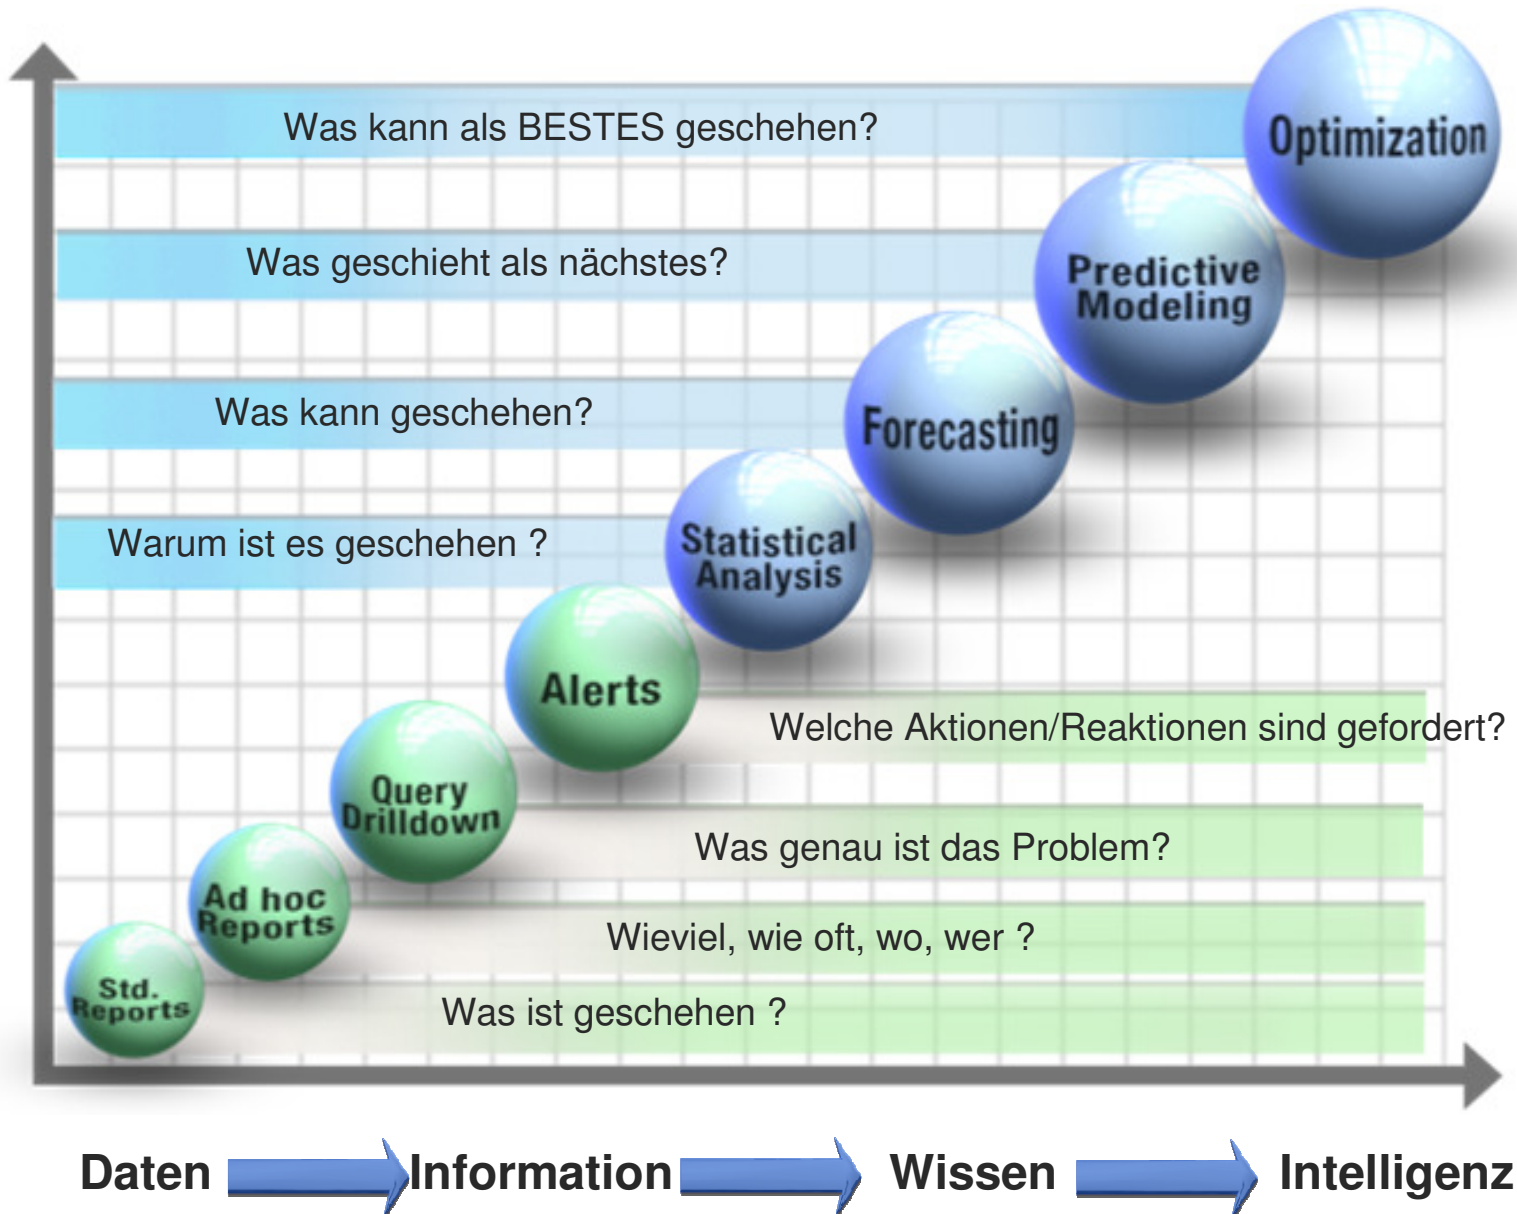 Was kann als BESTES geschehen?
Optimization
Was geschieht als nächstes?
Predictive
Modeling
Was kann geschehen?
Forecasting
Warum ist es geschehen ?
Statistical
Analysis
Alerts
Welche Aktionen/Reaktionen sind gefordert?
Query
Drilldown
Was genau ist das Problem?
Ad hoc
Reports
Wieviel, wie oft, wo, wer ?
Std.
Reports
Was ist geschehen ?
Daten Information Wissen Intelligenz